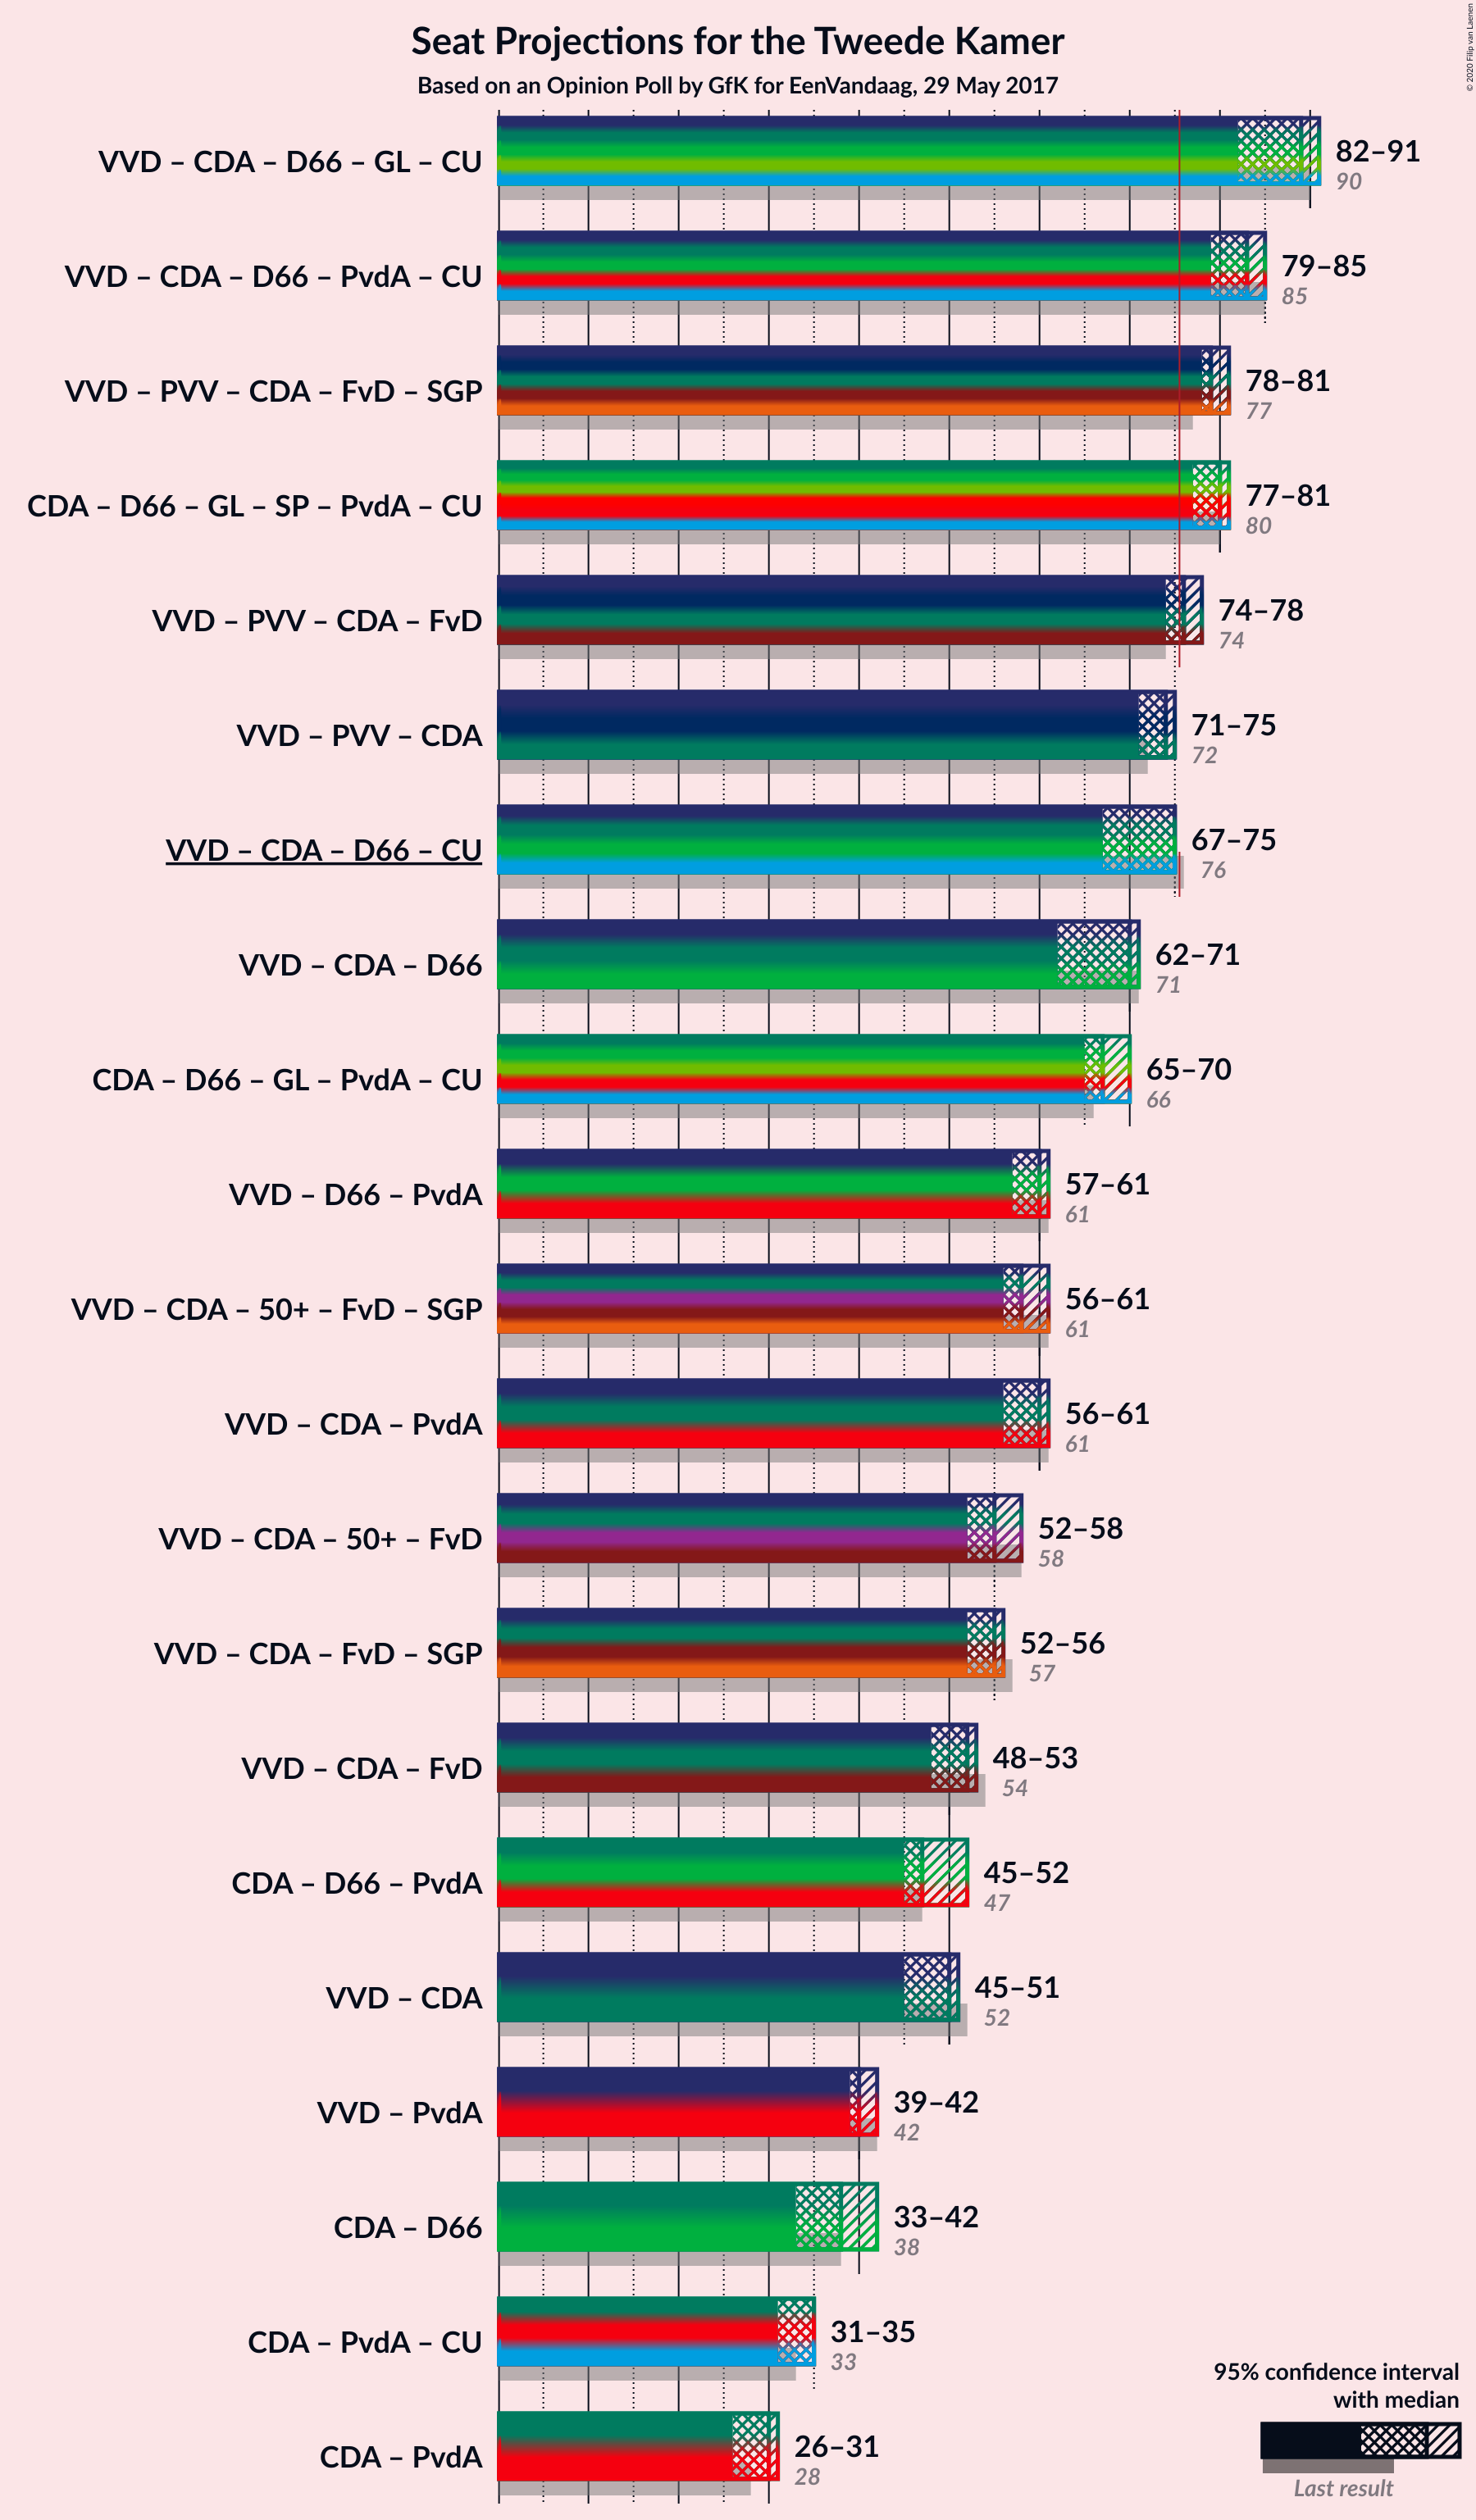 Seat Projections for the Tweede Kamer
Based on an Opinion Poll by GfK for EenVandaag, 29 May 2017
© 2020 Filip van Laenen
VVD – CDA – D66 – GL – CU
82–91
90
VVD – CDA – D66 – PvdA – CU
79–85
85
VVD – PVV – CDA – FvD – SGP
78–81
77
CDA – D66 – GL – SP – PvdA – CU
77–81
80
VVD – PVV – CDA – FvD
74–78
74
VVD – PVV – CDA
71–75
72
VVD – CDA – D66 – CU
67–75
76
VVD – CDA – D66
62–71
71
CDA – D66 – GL – PvdA – CU
65–70
66
VVD – D66 – PvdA
57–61
61
VVD – CDA – 50+ – FvD – SGP
56–61
61
VVD – CDA – PvdA
56–61
61
VVD – CDA – 50+ – FvD
52–58
58
VVD – CDA – FvD – SGP
52–56
57
VVD – CDA – FvD
48–53
54
CDA – D66 – PvdA
45–52
47
VVD – CDA
45–51
52
VVD – PvdA
39–42
42
CDA – D66
33–42
38
CDA – PvdA – CU
31–35
33
CDA – PvdA
26–31
28
95% confidence interval
with median
Last result